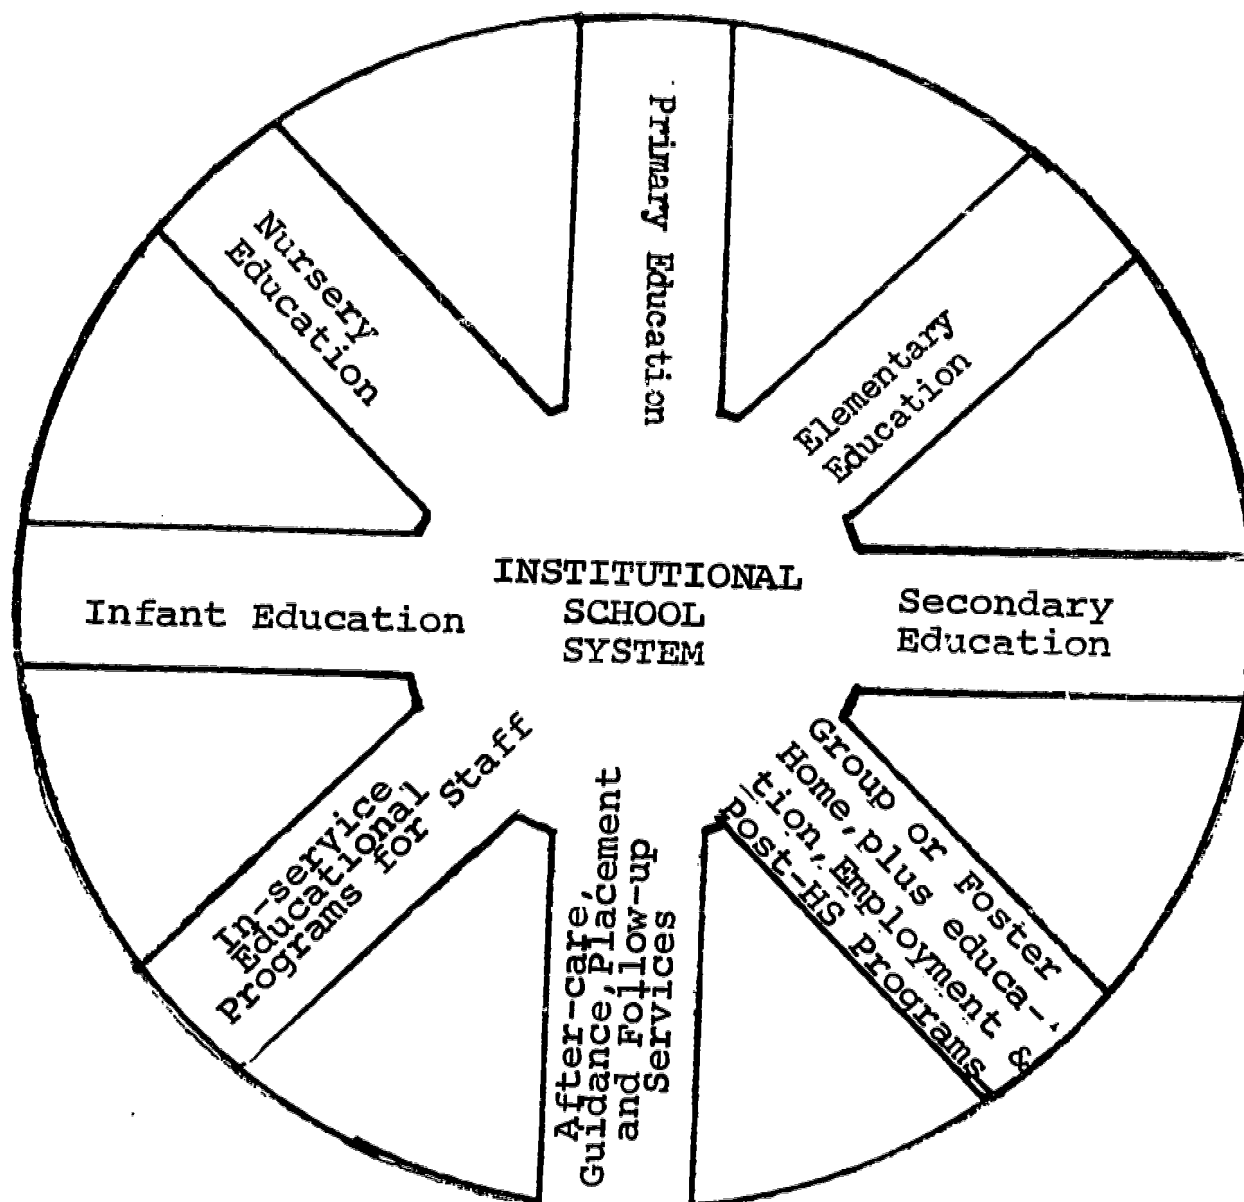 Primary Education
Nursery
Education
Elementary
Education
INSTITUTIONAL
SCHOOL
SYSTEM
Infant Education
Secondary
Education
In-service
Educational
Programs for Staff
After-care,
Guidance,Placement
and Follow-up
Services
Group or Foster
Home,plus educa-
tion,Employment &
Post-HS Programs